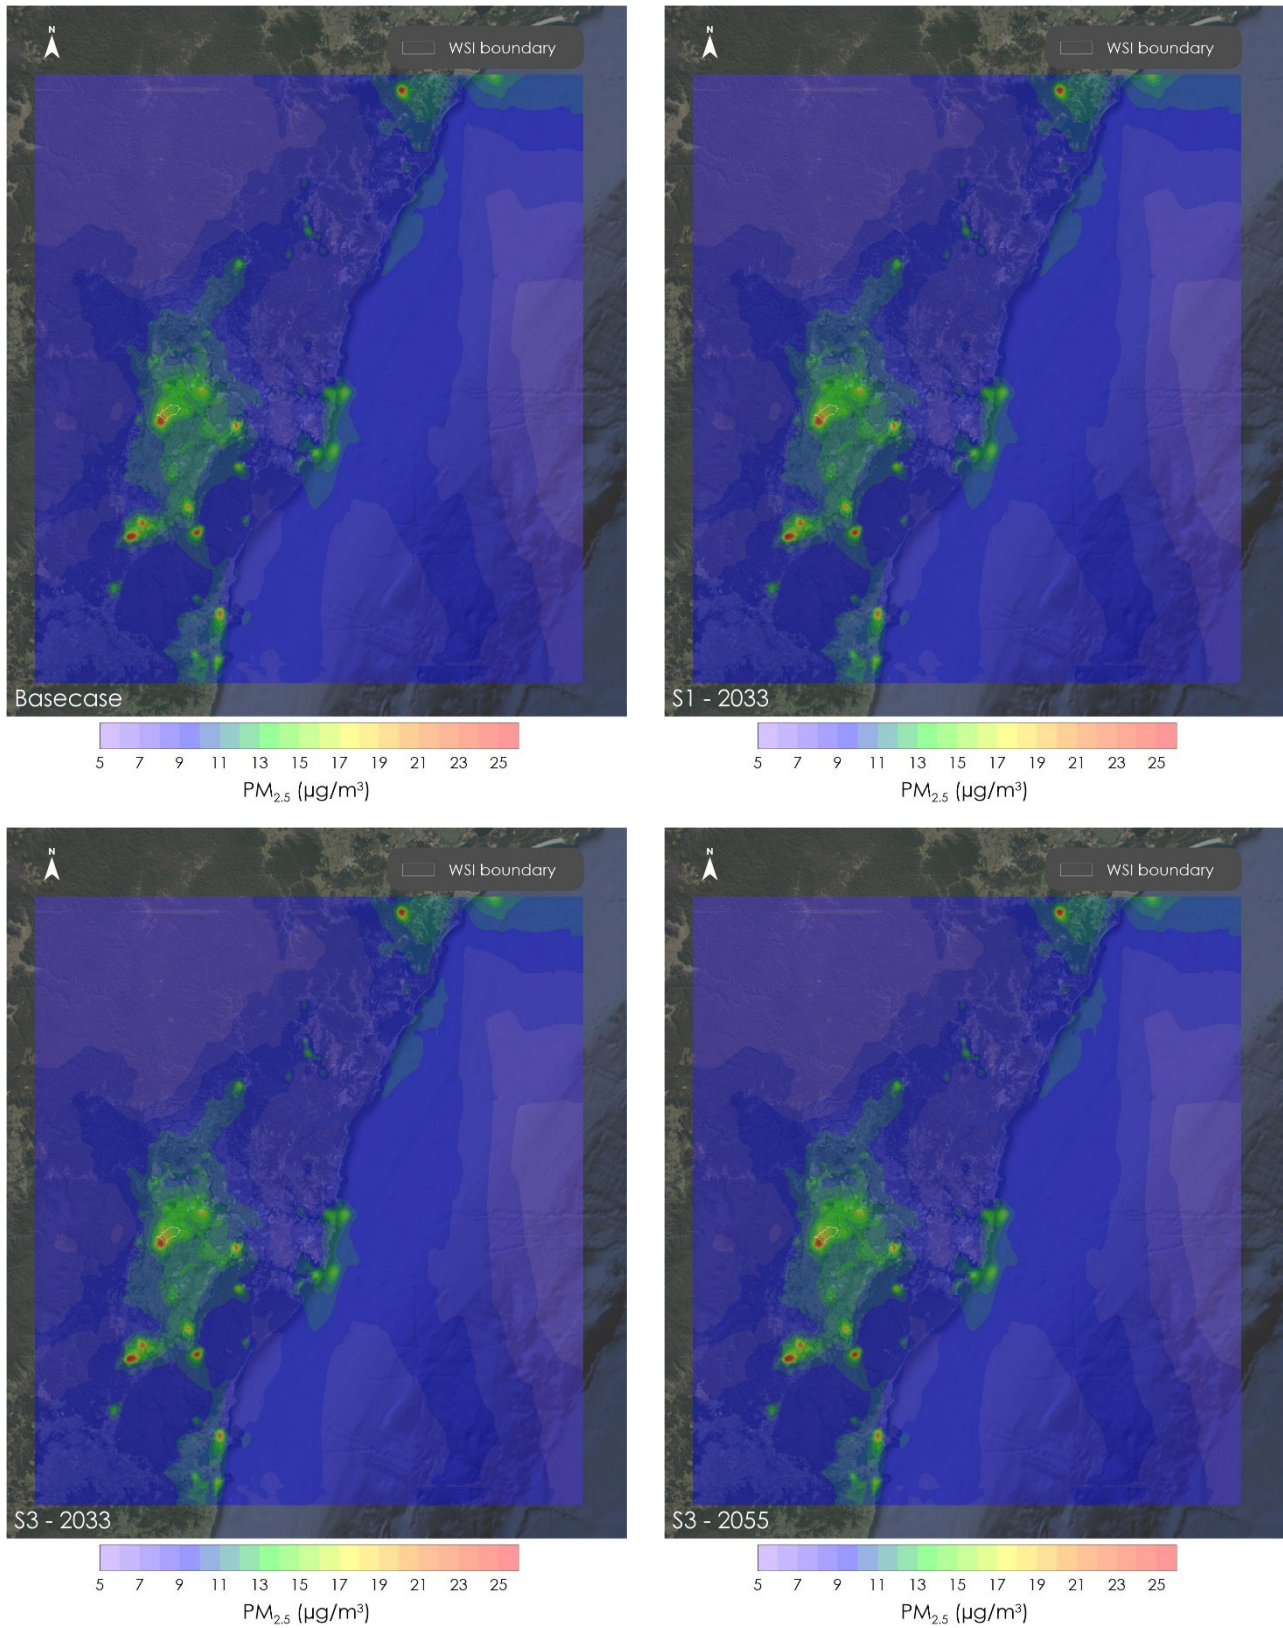 N
WSI boundary
N
WSI boundary
Basecase
S1 - 2033
5 7 9 11 13 15 17 19 21 23 25
PM2.5 (µg/m³)
5 7 9 11 13 15 17 19 21 23 25
PM2.5 (µg/m³)
N
WSI boundary
N
WSI boundary
S3 - 2033
S3 - 2055
5 7 9 11 13 15 17 19 21 23 25
PM2.5 (µg/m³)
5 7 9 11 13 15 17 19 21 23 25
PM2.5 (µg/m³)